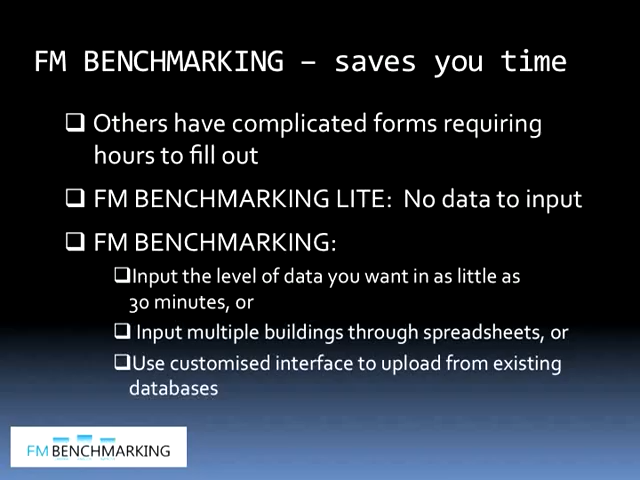 FM BENCHMARKING – saves you time
❑ Others have complicated forms requiring
hours to fill out
❑ FM BENCHMARKING LITE: No data to input
❑ FM BENCHMARKING:
❑Input the level of data you want in as little as
30 minutes, or
❑ Input multiple buildings through spreadsheets, or
❑Use customised interface to upload from existing
databases
FM BENCHMARKING